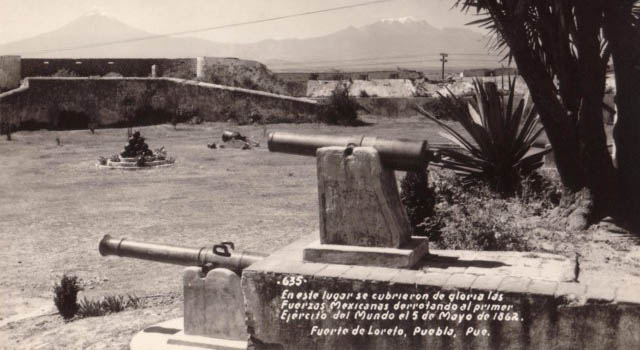 ·635·
En este lugar se cubrieron de gloria las
Fuerzas Mexicanas derrotando al primer
Ejército del Mundo el 5 de Mayo de 1862.
Fuerte de Loreto, Puebla, Pue.